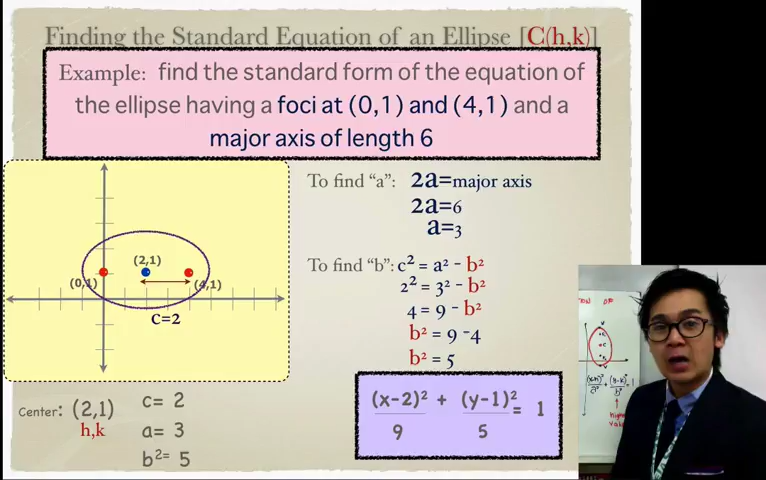 Finding the Standard Equation of an Ellipse [C(h,k)]
Example: find the standard form of the equation of
the ellipse having a foci at (0,1) and (4,1) and a
major axis of length 6
To find "a": 2a=major axis
2a=6
a=3
To find "b": c² = a² - b²
2² = 3² - b²
4 = 9 - b²
b² = 9 -4
b² = 5
(2,1)
(0,1)
(4,1)
C=2
Center: (2,1)
h,k
c= 2
a= 3
b²= 5
(x-2)² + (y-1)² = 1
9 5